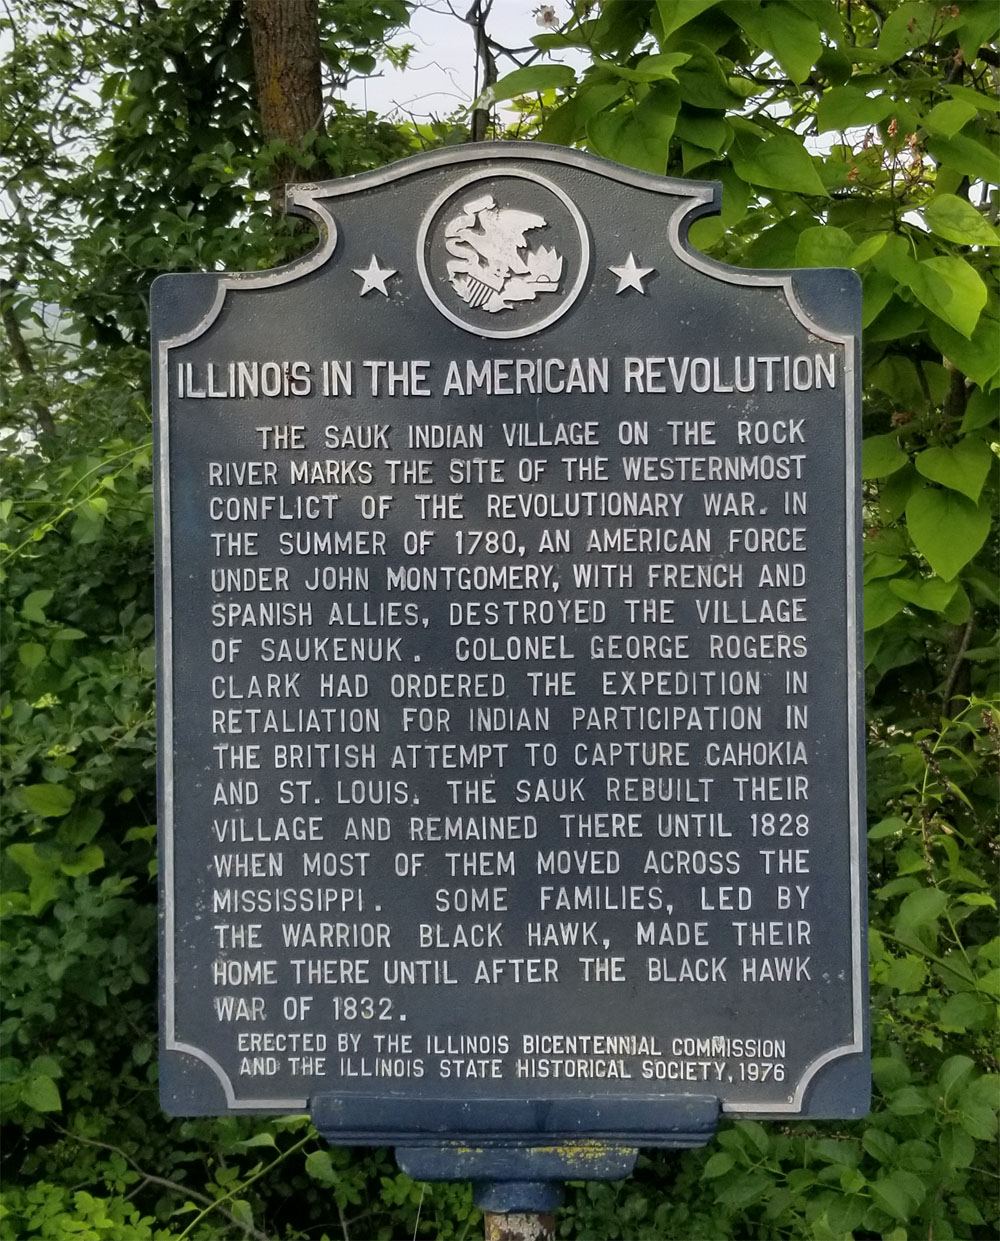 ILLINOIS IN THE AMERICAN REVOLUTION
THE SAUK INDIAN VILLAGE ON THE ROCK
RIVER MARKS THE SITE OF THE WESTERNMOST
CONFLICT OF THE REVOLUTIONARY WAR. IN
THE SUMMER OF 1780, AN AMERICAN FORCE
UNDER JOHN MONTGOMERY, WITH FRENCH AND
SPANISH ALLIES, DESTROYED THE VILLAGE
OF SAUKENUK. COLONEL GEORGE ROGERS
CLARK HAD ORDERED THE EXPEDITION IN
RETALIATION FOR INDIAN PARTICIPATION IN
THE BRITISH ATTEMPT TO CAPTURE CAHOKIA
AND ST. LOUIS. THE SAUK REBUILT THEIR
VILLAGE AND REMAINED THERE UNTIL 1828
WHEN MOST OF THEM MOVED ACROSS THE
MISSISSIPPI. SOME FAMILIES, LED BY
THE WARRIOR BLACK HAWK, MADE THEIR
HOME THERE UNTIL AFTER THE BLACK HAWK
WAR OF 1832.
ERECTED BY THE ILLINOIS BICENTENNIAL COMMISSION
AND THE ILLINOIS STATE HISTORICAL SOCIETY, 1976